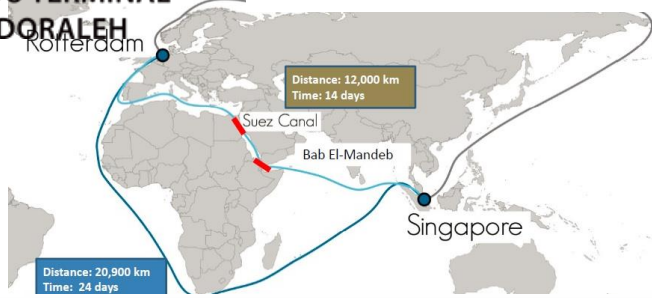 TERMINAL
DORALEH
Rotterdam
Distance: 12,000 km
Time: 14 days
Suez Canal
Bab El-Mandeb
Singapore
Distance: 20,900 km
Time: 24 days